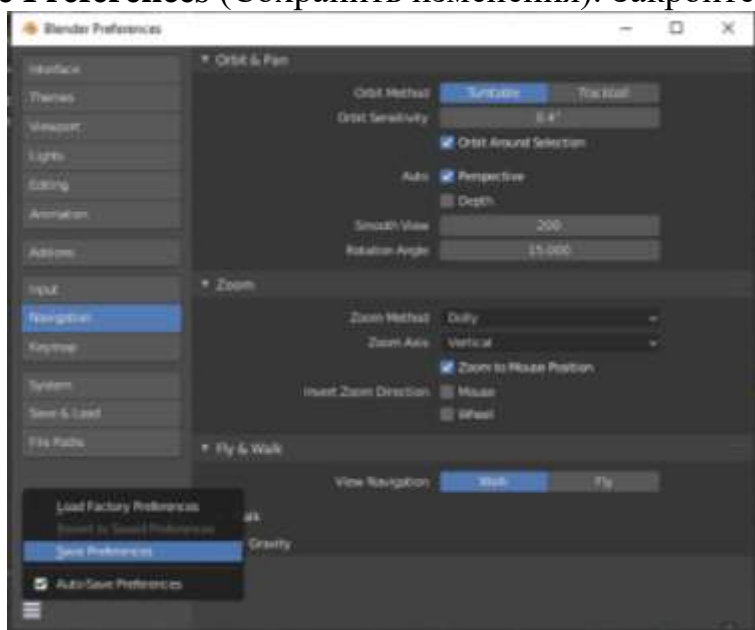 Preferences (Сохранить изменения). Закройте
Blender Preferences
Interface
Themes
Viewport
Lights
Editing
Animation
Add-ons
Input
Navigation
Keymap
System
Save & Load
File Paths
Orbit & Pan
Orbit Method Turntable Trackball
Orbit Sensitivity 0.4°
Orbit Around Selection
Auto Perspective
Depth
Smooth View 200
Rotation Angle 15.000
Zoom
Zoom Method Dolly
Zoom Axis Vertical
Zoom to Mouse Position
Invert Zoom Direction Mouse
Wheel
Fly & Walk
View Navigation Walk Fly
Gravity
Load Factory Preferences
Revert to Saved Preferences
Save Preferences
Auto-Save Preferences